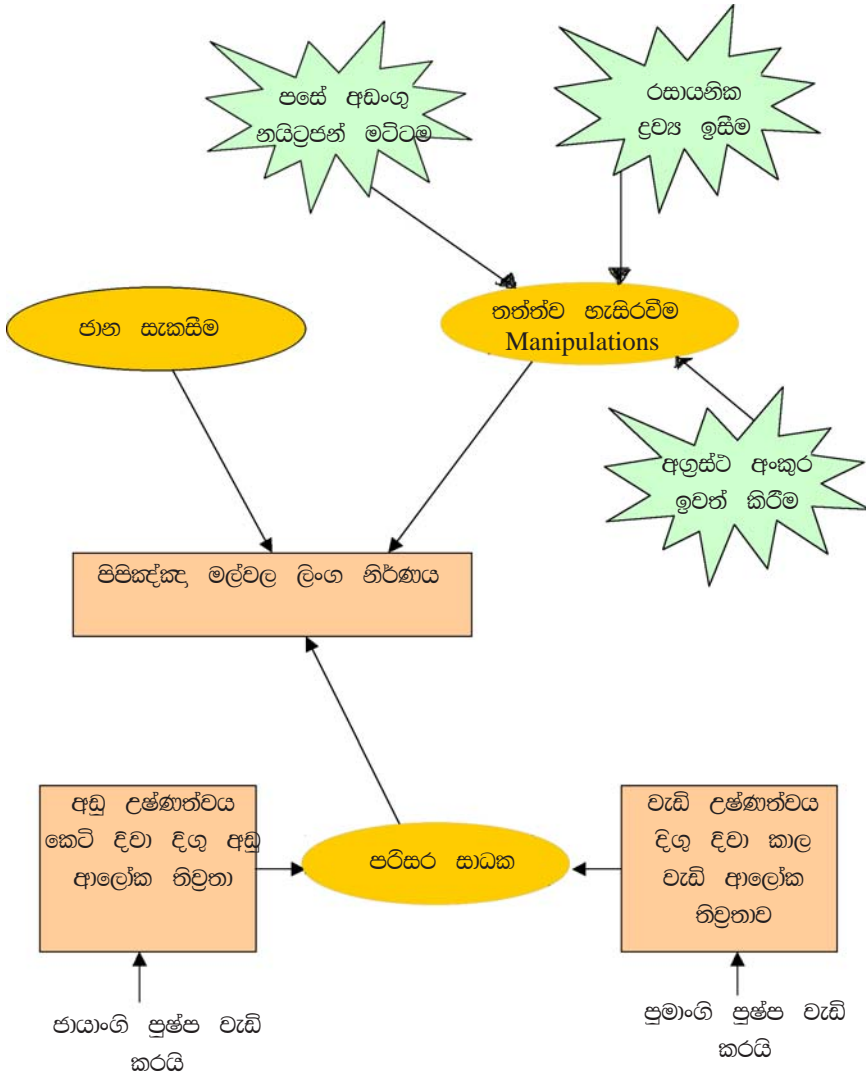 පසේ අඩංගු
නයිට්‍රජන් මට්ටම
රසායනික
ද්‍රව්‍ය ඉසීම
ජාන සැකසීම
තත්ත්ව හැසිරවීම
Manipulations
අග්‍රස්ථ අංකුර
ඉවත් කිරීම
පිපිඤ්ඤා මල්වල ලිංග නිර්ණය
අඩු උෂ්ණත්වය
කෙටි දිවා දිගු අඩු
ආලෝක තිව්‍රතා
පරිසර සාධක
වැඩි උෂ්ණත්වය
දිගු දිවා කාල
වැඩි ආලෝක
තිව්‍රතාව
ජායාංගි පුෂ්ප වැඩි
කරයි
පුමාංගි පුෂ්ප වැඩි
කරයි